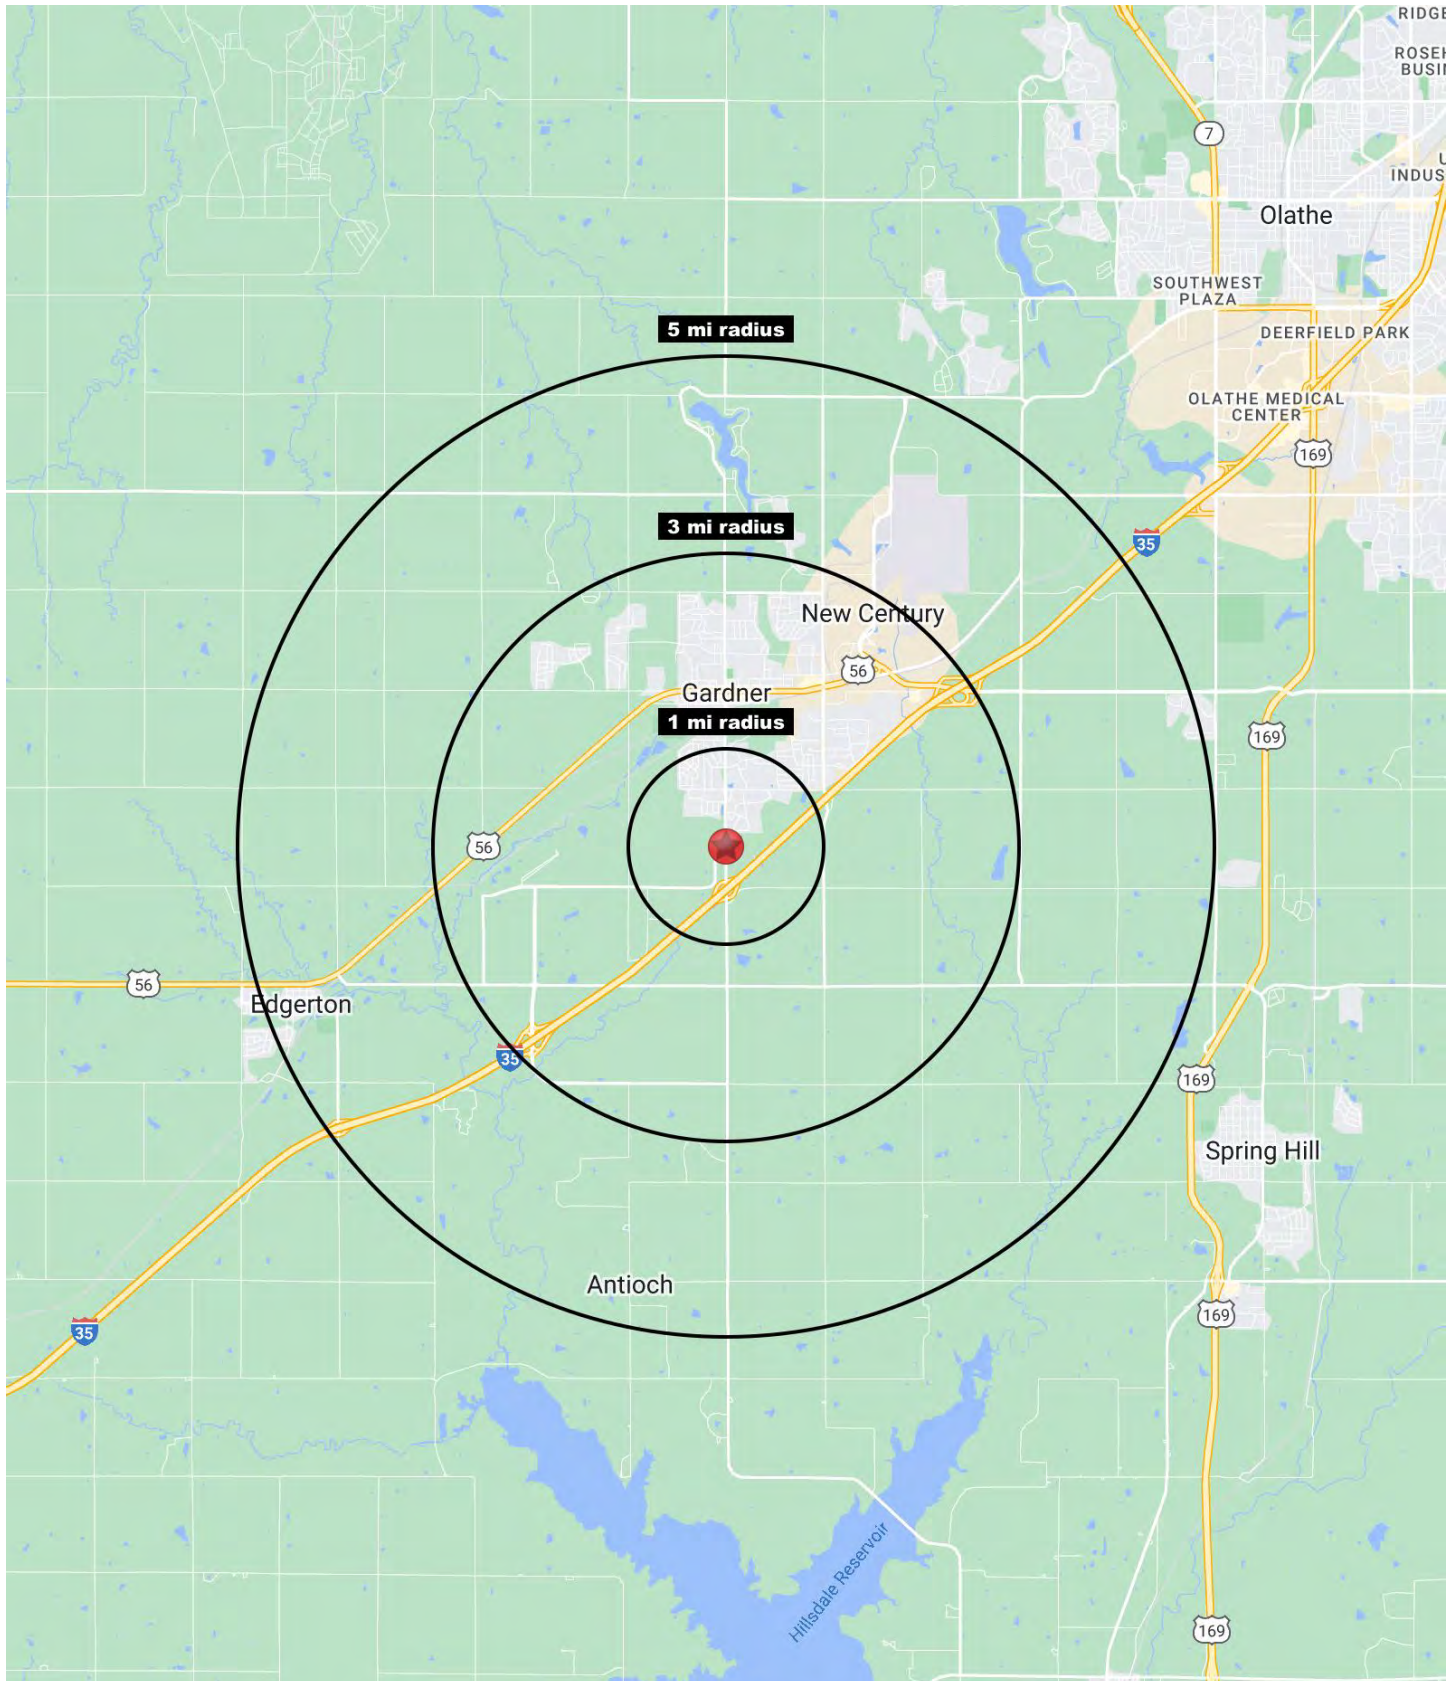 RIDGE
ROSEH
BUSIN
7
U
INDUS
Olathe
SOUTHWEST
PLAZA
5 mi radius
DEERFIELD PARK
OLATHE MEDICAL
CENTER
169
3 mi radius
35
New Century
56
Gardner
1 mi radius
169
56
56
Edgerton
35
169
Spring Hill
Antioch
169
35
Hillsdale Reservoir
169